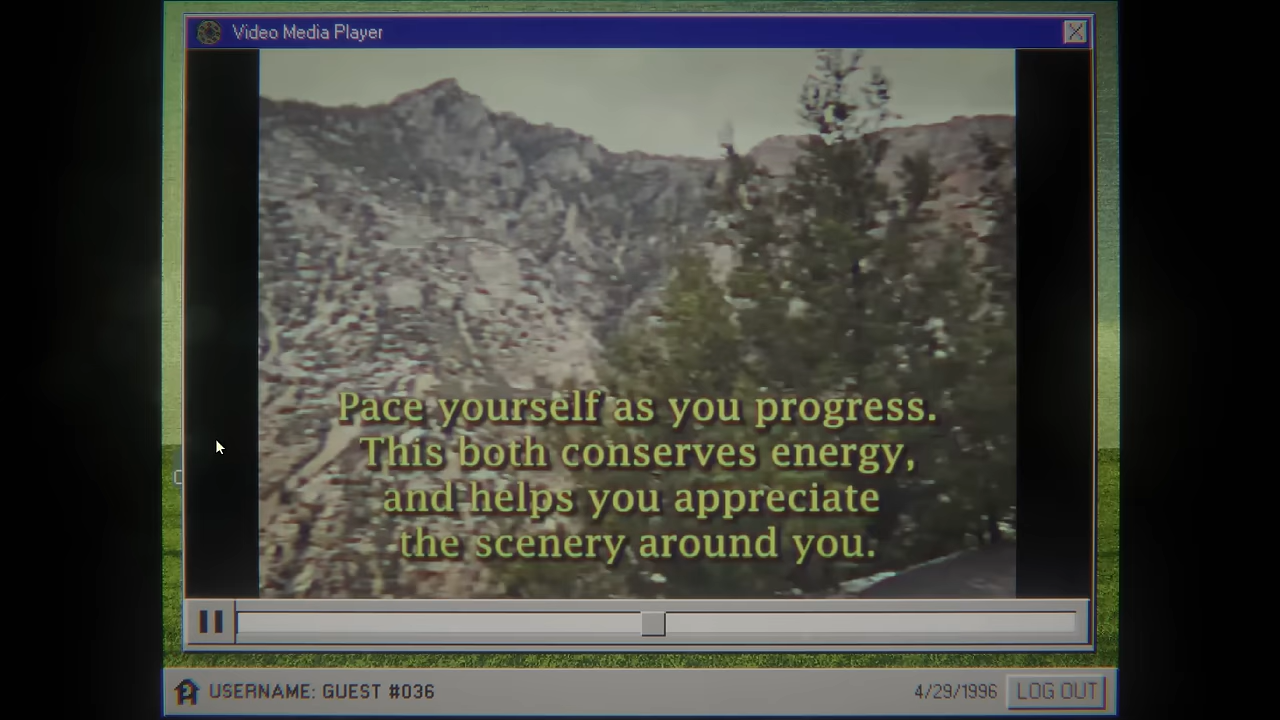 Video Media Player
Pace yourself as you progress.
This both conserves energy,
and helps you appreciate
the scenery around you.
USERNAME: GUEST #036
4/29/1996
LOG OUT